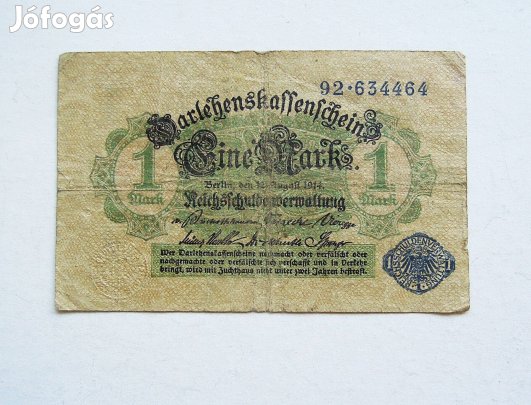 Jófogás
92·634464
Darlehenskassenschein
Eine Mark.
1 Mark
1 Mark
Berlin, den 12. August 1914.
Reichsschuldenverwaltung
Wer Darlehenskassenscheine nachmacht oder verfälscht oder
nachgemachte oder verfälschte sich verschafft und in Verkehr
bringt, wird mit Zuchthaus nicht unter zwei Jahren bestraft.
1 1